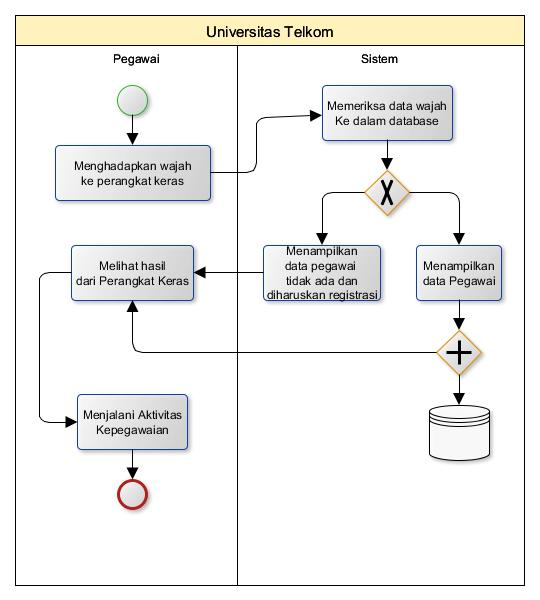 Universitas Telkom
Pegawai
Sistem
Memeriksa data wajah
Ke dalam database
Menghadapkan wajah
ke perangkat keras
Melihat hasil
dari Perangkat Keras
Menampilkan
data pegawai
tidak ada dan
diharuskan registrasi
Menampilkan
data Pegawai
Menjalani Aktivitas
Kepegawaian